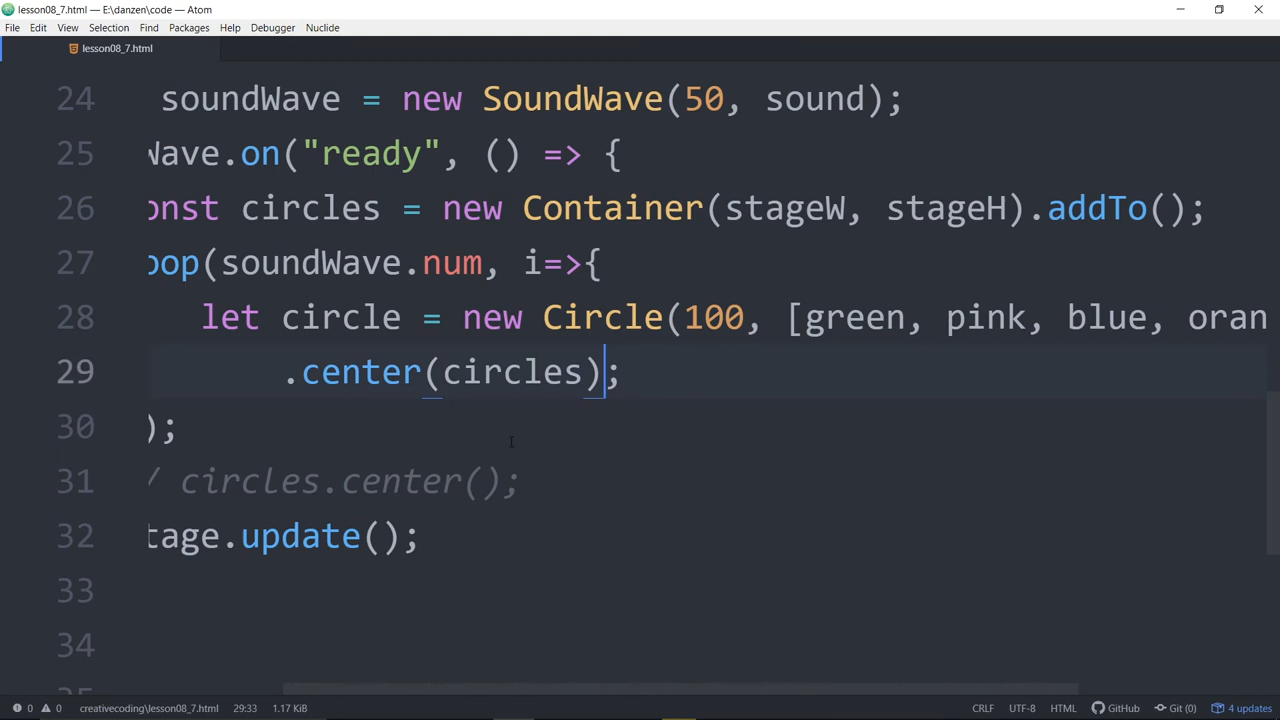 lesson08_7.html — E:\danzen\code — Atom
File Edit View Selection Find Packages Help Debugger Nuclide
lesson08_7.html
24 soundWave = new SoundWave(50, sound);
25 Wave.on("ready", () => {
26 onst circles = new Container(stageW, stageH).addTo();
27 oop(soundWave.num, i=>{
28 let circle = new Circle(100, [green, pink, blue, oran
29 .center(circles);
30 );
31 / circles.center();
32 tage.update();
33
34
35
0 0 creativecoding\lesson08_7.html 29:33 1.17 KiB CRLF UTF-8 HTML GitHub Git (0) 4 updates